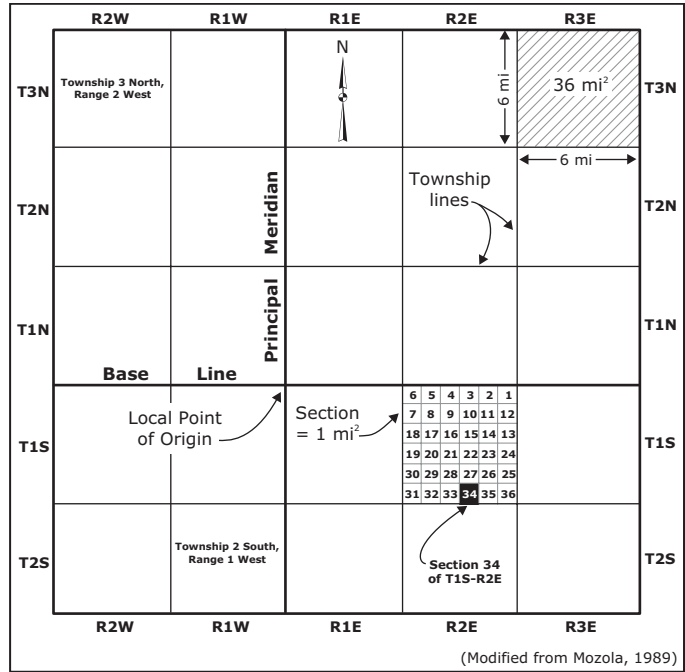 R2W R1W R1E R2E R3E
T3N
Township 3 North,
Range 2 West
N
6 mi
36 mi²
T3N
6 mi
T2N
Meridian
Township
lines
T2N
T1N
Principal
T1N
Base Line
T1S
Local Point
of Origin
Section
= 1 mi²
6 5 4 3 2 1
7 8 9 10 11 12
18 17 16 15 14 13
19 20 21 22 23 24
30 29 28 27 26 25
31 32 33 34 35 36
T1S
T2S
Township 2 South,
Range 1 West
Section 34
of T1S-R2E
T2S
R2W R1W R1E R2E R3E
(Modified from Mozola, 1989)